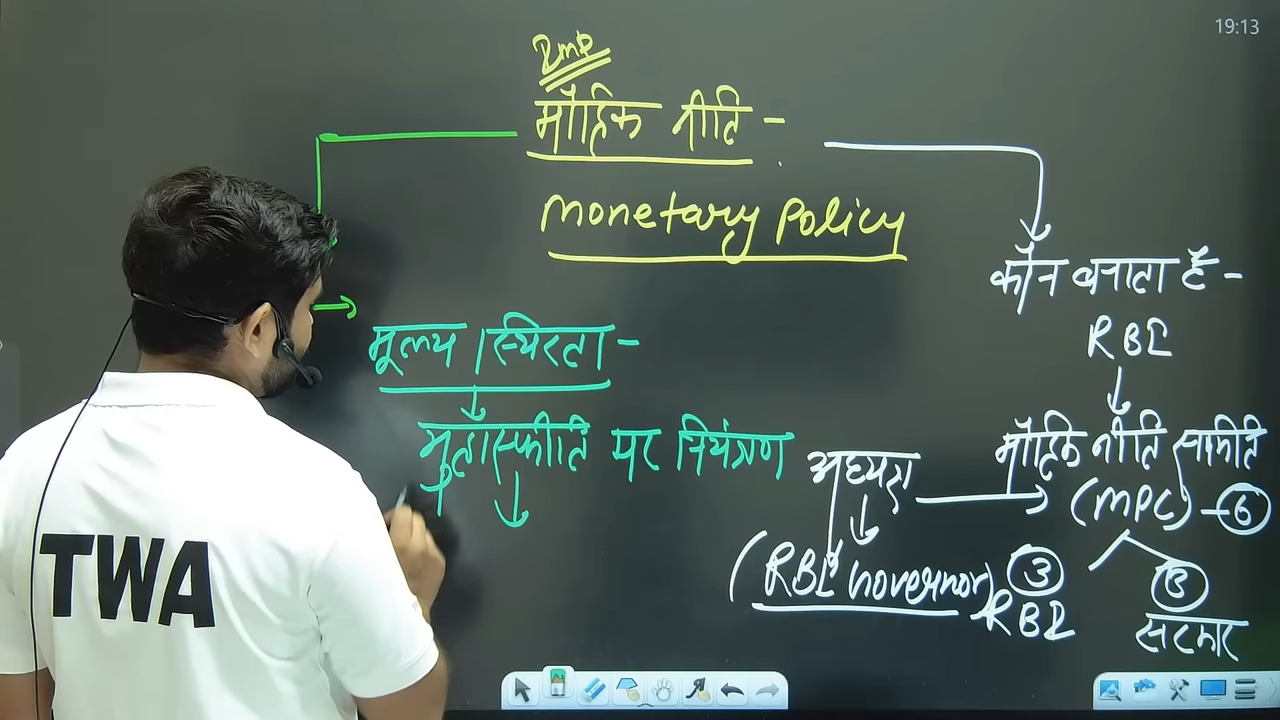 19:13
Imp
मौद्रिक नीति -
Monetary Policy
कौन बनाता है -
RBI
मौद्रिक नीति समिति
(MPC) - 6
3
RBI
3
सरकार
अध्यक्ष
(RBI Governor)
मूल्य स्थिरता -
मुद्रास्फीति पर नियंत्रण
TWA